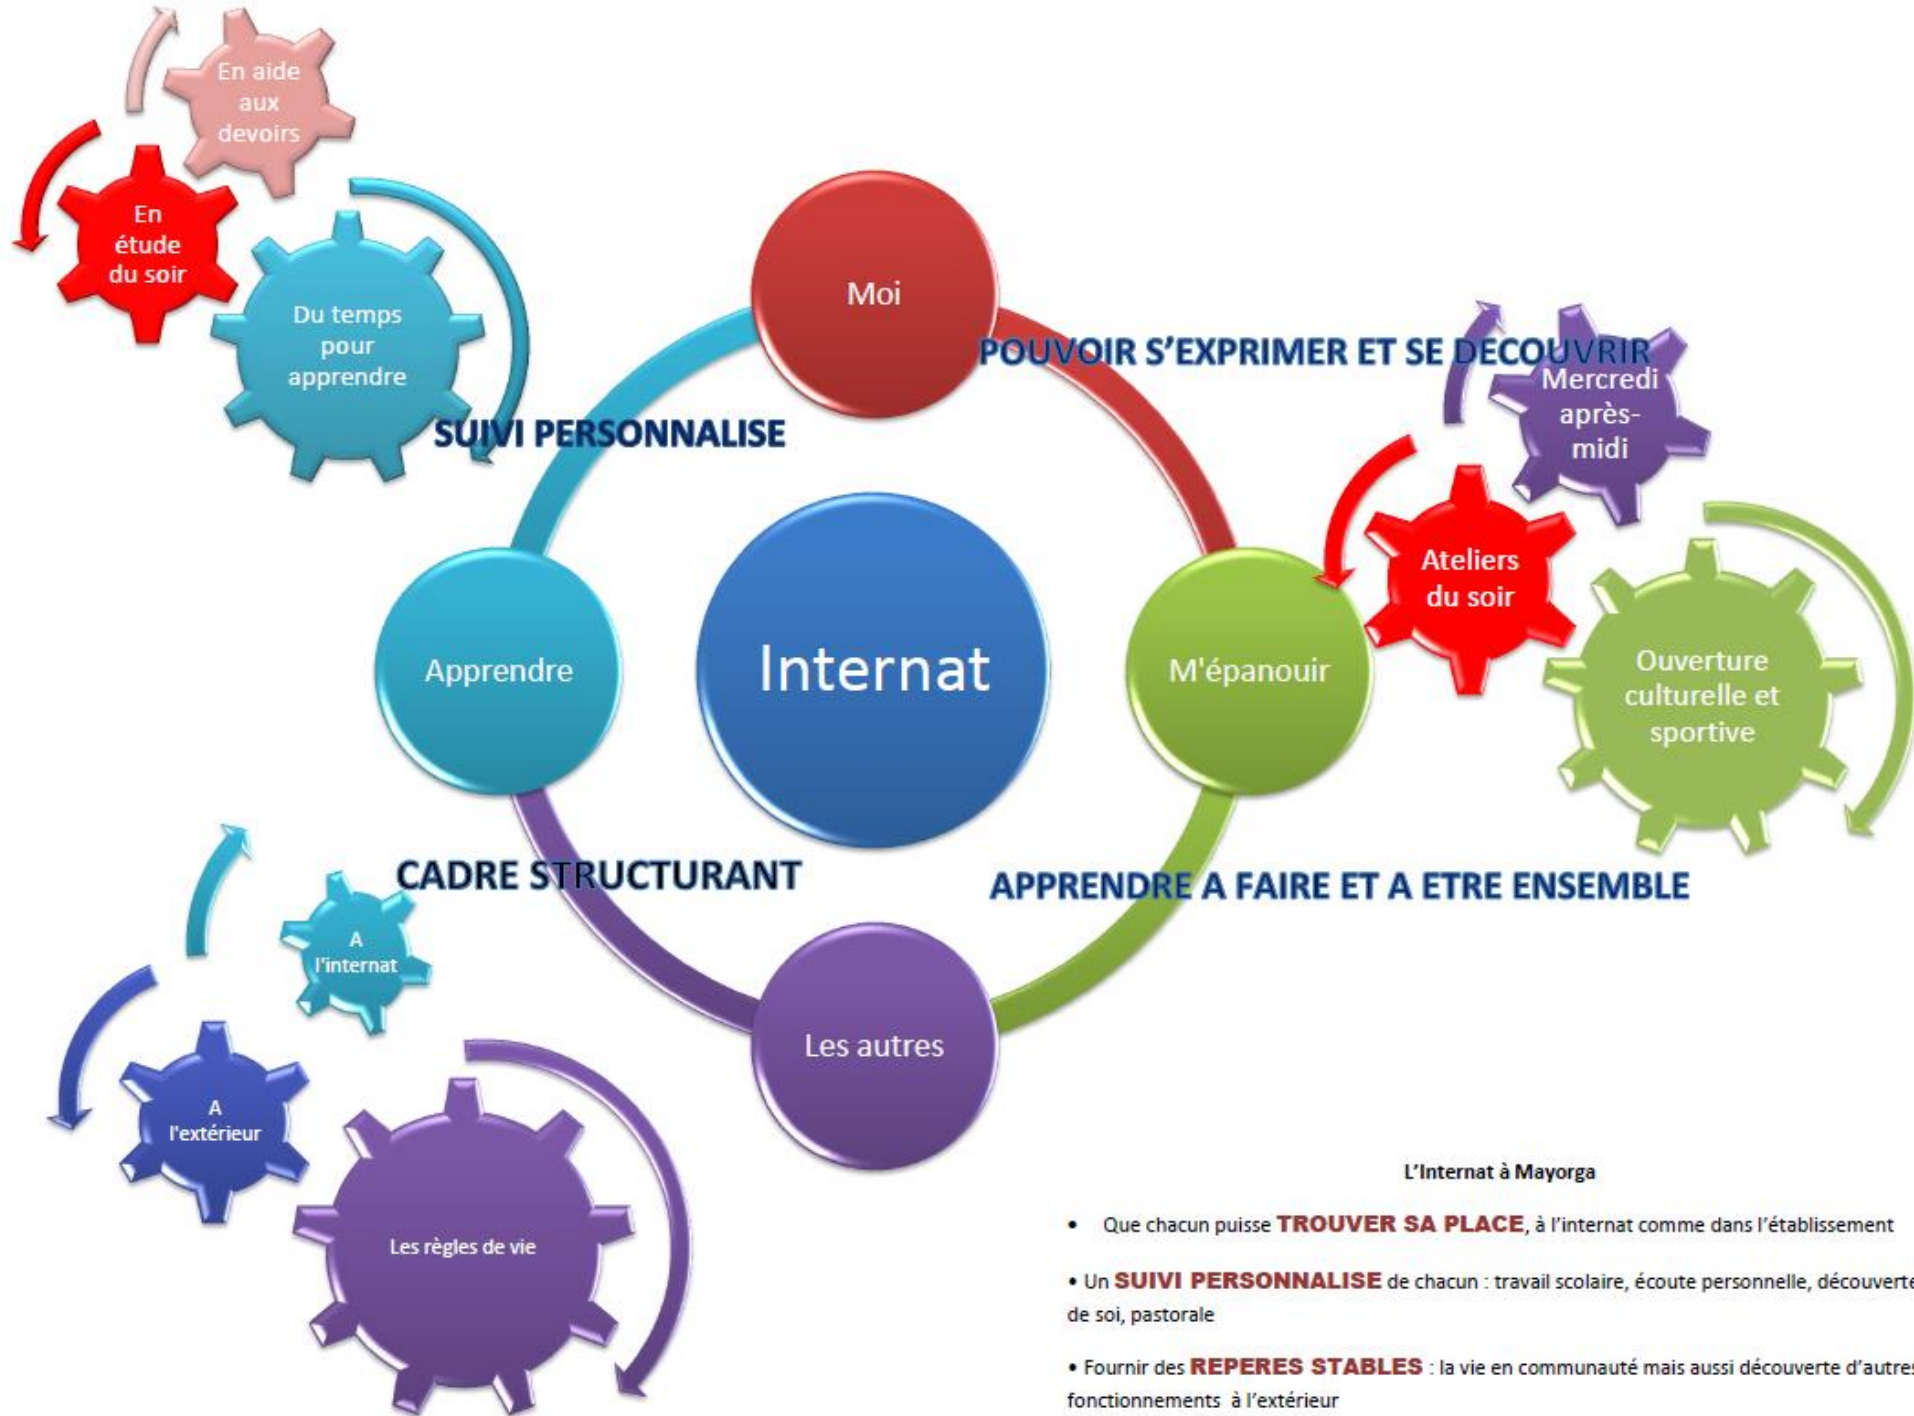 En aide
aux
devoirs
En
étude
du soir
Du temps
pour
apprendre
SUIVI PERSONNALISE
Moi
POUVOIR S'EXPRIMER ET SE DECOUVRIR
Mercredi
après-
midi
Ateliers
du soir
Ouverture
culturelle et
sportive
Apprendre
Internat
M'épanouir
CADRE STRUCTURANT
APPRENDRE A FAIRE ET A ETRE ENSEMBLE
A
l'internat
A
l'extérieur
Les règles de vie
Les autres
L'Internat à Mayorga
• Que chacun puisse TROUVER SA PLACE, à l'internat comme dans l'établissement
• Un SUIVI PERSONNALISE de chacun : travail scolaire, écoute personnelle, découverte
de soi, pastorale
• Fournir des REPERES STABLES : la vie en communauté mais aussi découverte d'autres
fonctionnements à l'extérieur